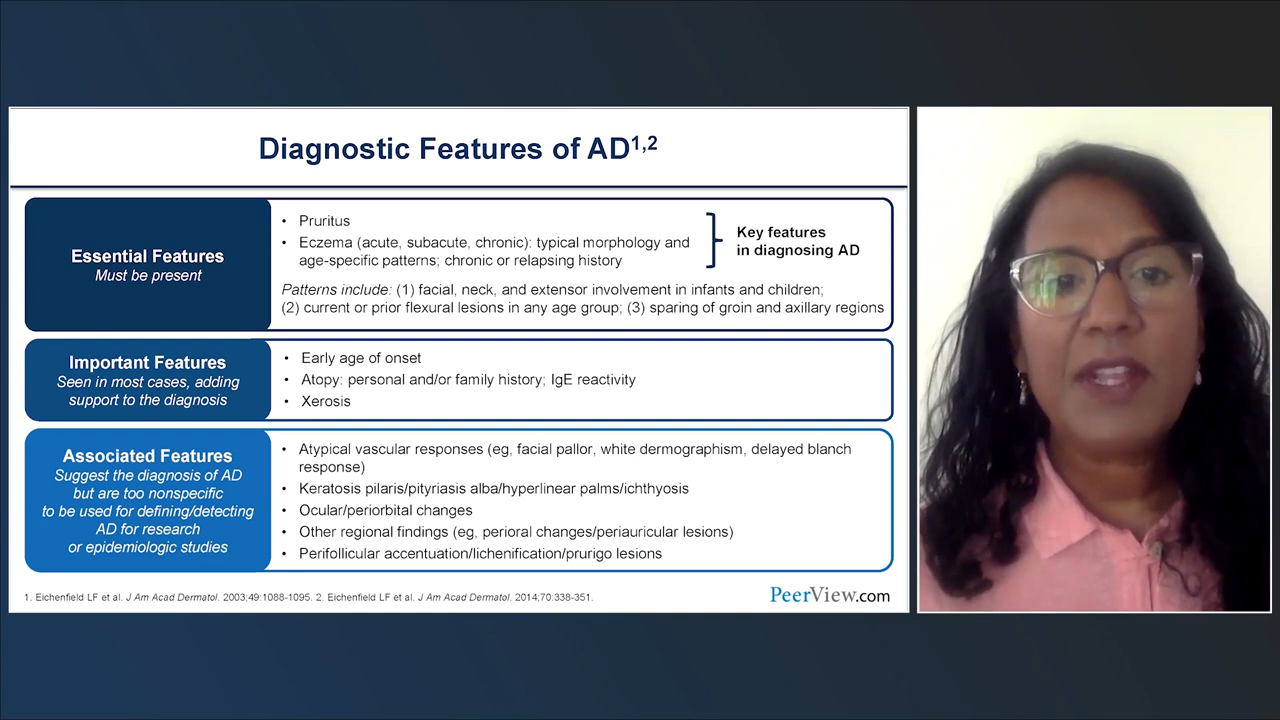 Diagnostic Features of AD1,2
Essential Features
Must be present
• Pruritus
• Eczema (acute, subacute, chronic): typical morphology and
age-specific patterns; chronic or relapsing history
Key features
in diagnosing AD
Patterns include: (1) facial, neck, and extensor involvement in infants and children;
(2) current or prior flexural lesions in any age group; (3) sparing of groin and axillary regions
Important Features
Seen in most cases, adding
support to the diagnosis
• Early age of onset
• Atopy: personal and/or family history; IgE reactivity
• Xerosis
Associated Features
Suggest the diagnosis of AD
but are too nonspecific
to be used for defining/detecting
AD for research
or epidemiologic studies
• Atypical vascular responses (eg, facial pallor, white dermographism, delayed blanch
response)
• Keratosis pilaris/pityriasis alba/hyperlinear palms/ichthyosis
• Ocular/periorbital changes
• Other regional findings (eg, perioral changes/periauricular lesions)
• Perifollicular accentuation/lichenification/prurigo lesions
1. Eichenfield LF et al. J Am Acad Dermatol. 2003;49:1088-1095. 2. Eichenfield LF et al. J Am Acad Dermatol. 2014;70:338-351.
PeerView.com